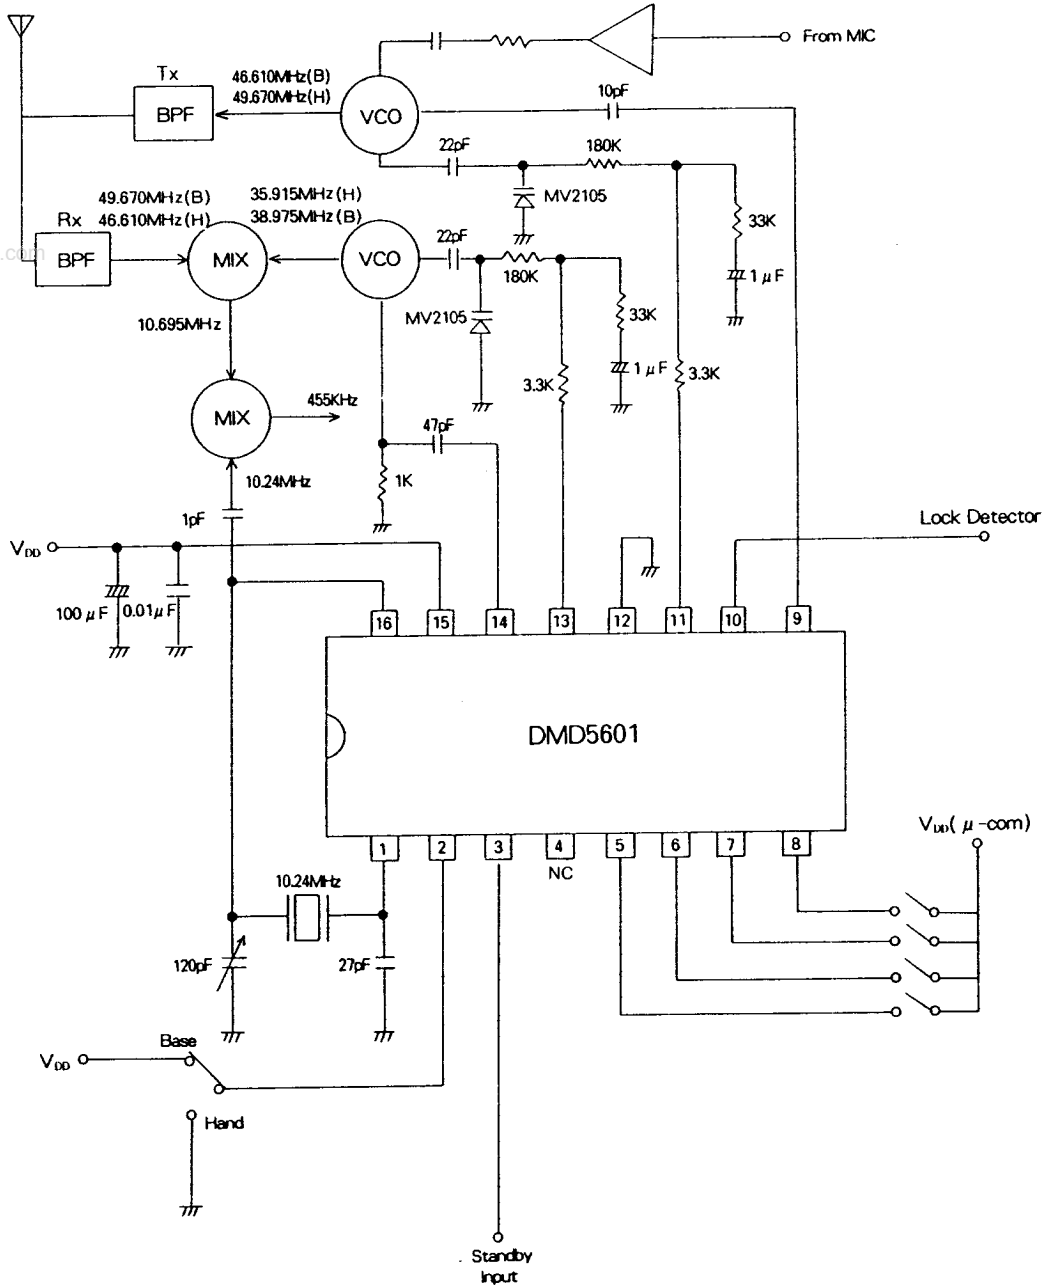 From MIC
Tx
46.610MHz(B)
49.670MHz(H)
BPF
VCO
10pF
22pF
180K
MV2105
33K
1μF
49.670MHz(B)
46.610MHz(H)
35.915MHz(H)
38.975MHz(B)
Rx
BPF
MIX
VCO
22pF
180K
MV2105
33K
1μF
3.3K
3.3K
10.695MHz
MIX
455KHz
47pF
10.24MHz
1K
1pF
Lock Detector
VDD
100μF
0.01μF
16
15
14
13
12
11
10
9
DMD5601
1
2
3
4
5
6
7
8
NC
VDD(μ-com)
10.24MHz
120pF
27pF
Base
VDD
Hand
Standby
Input
.com